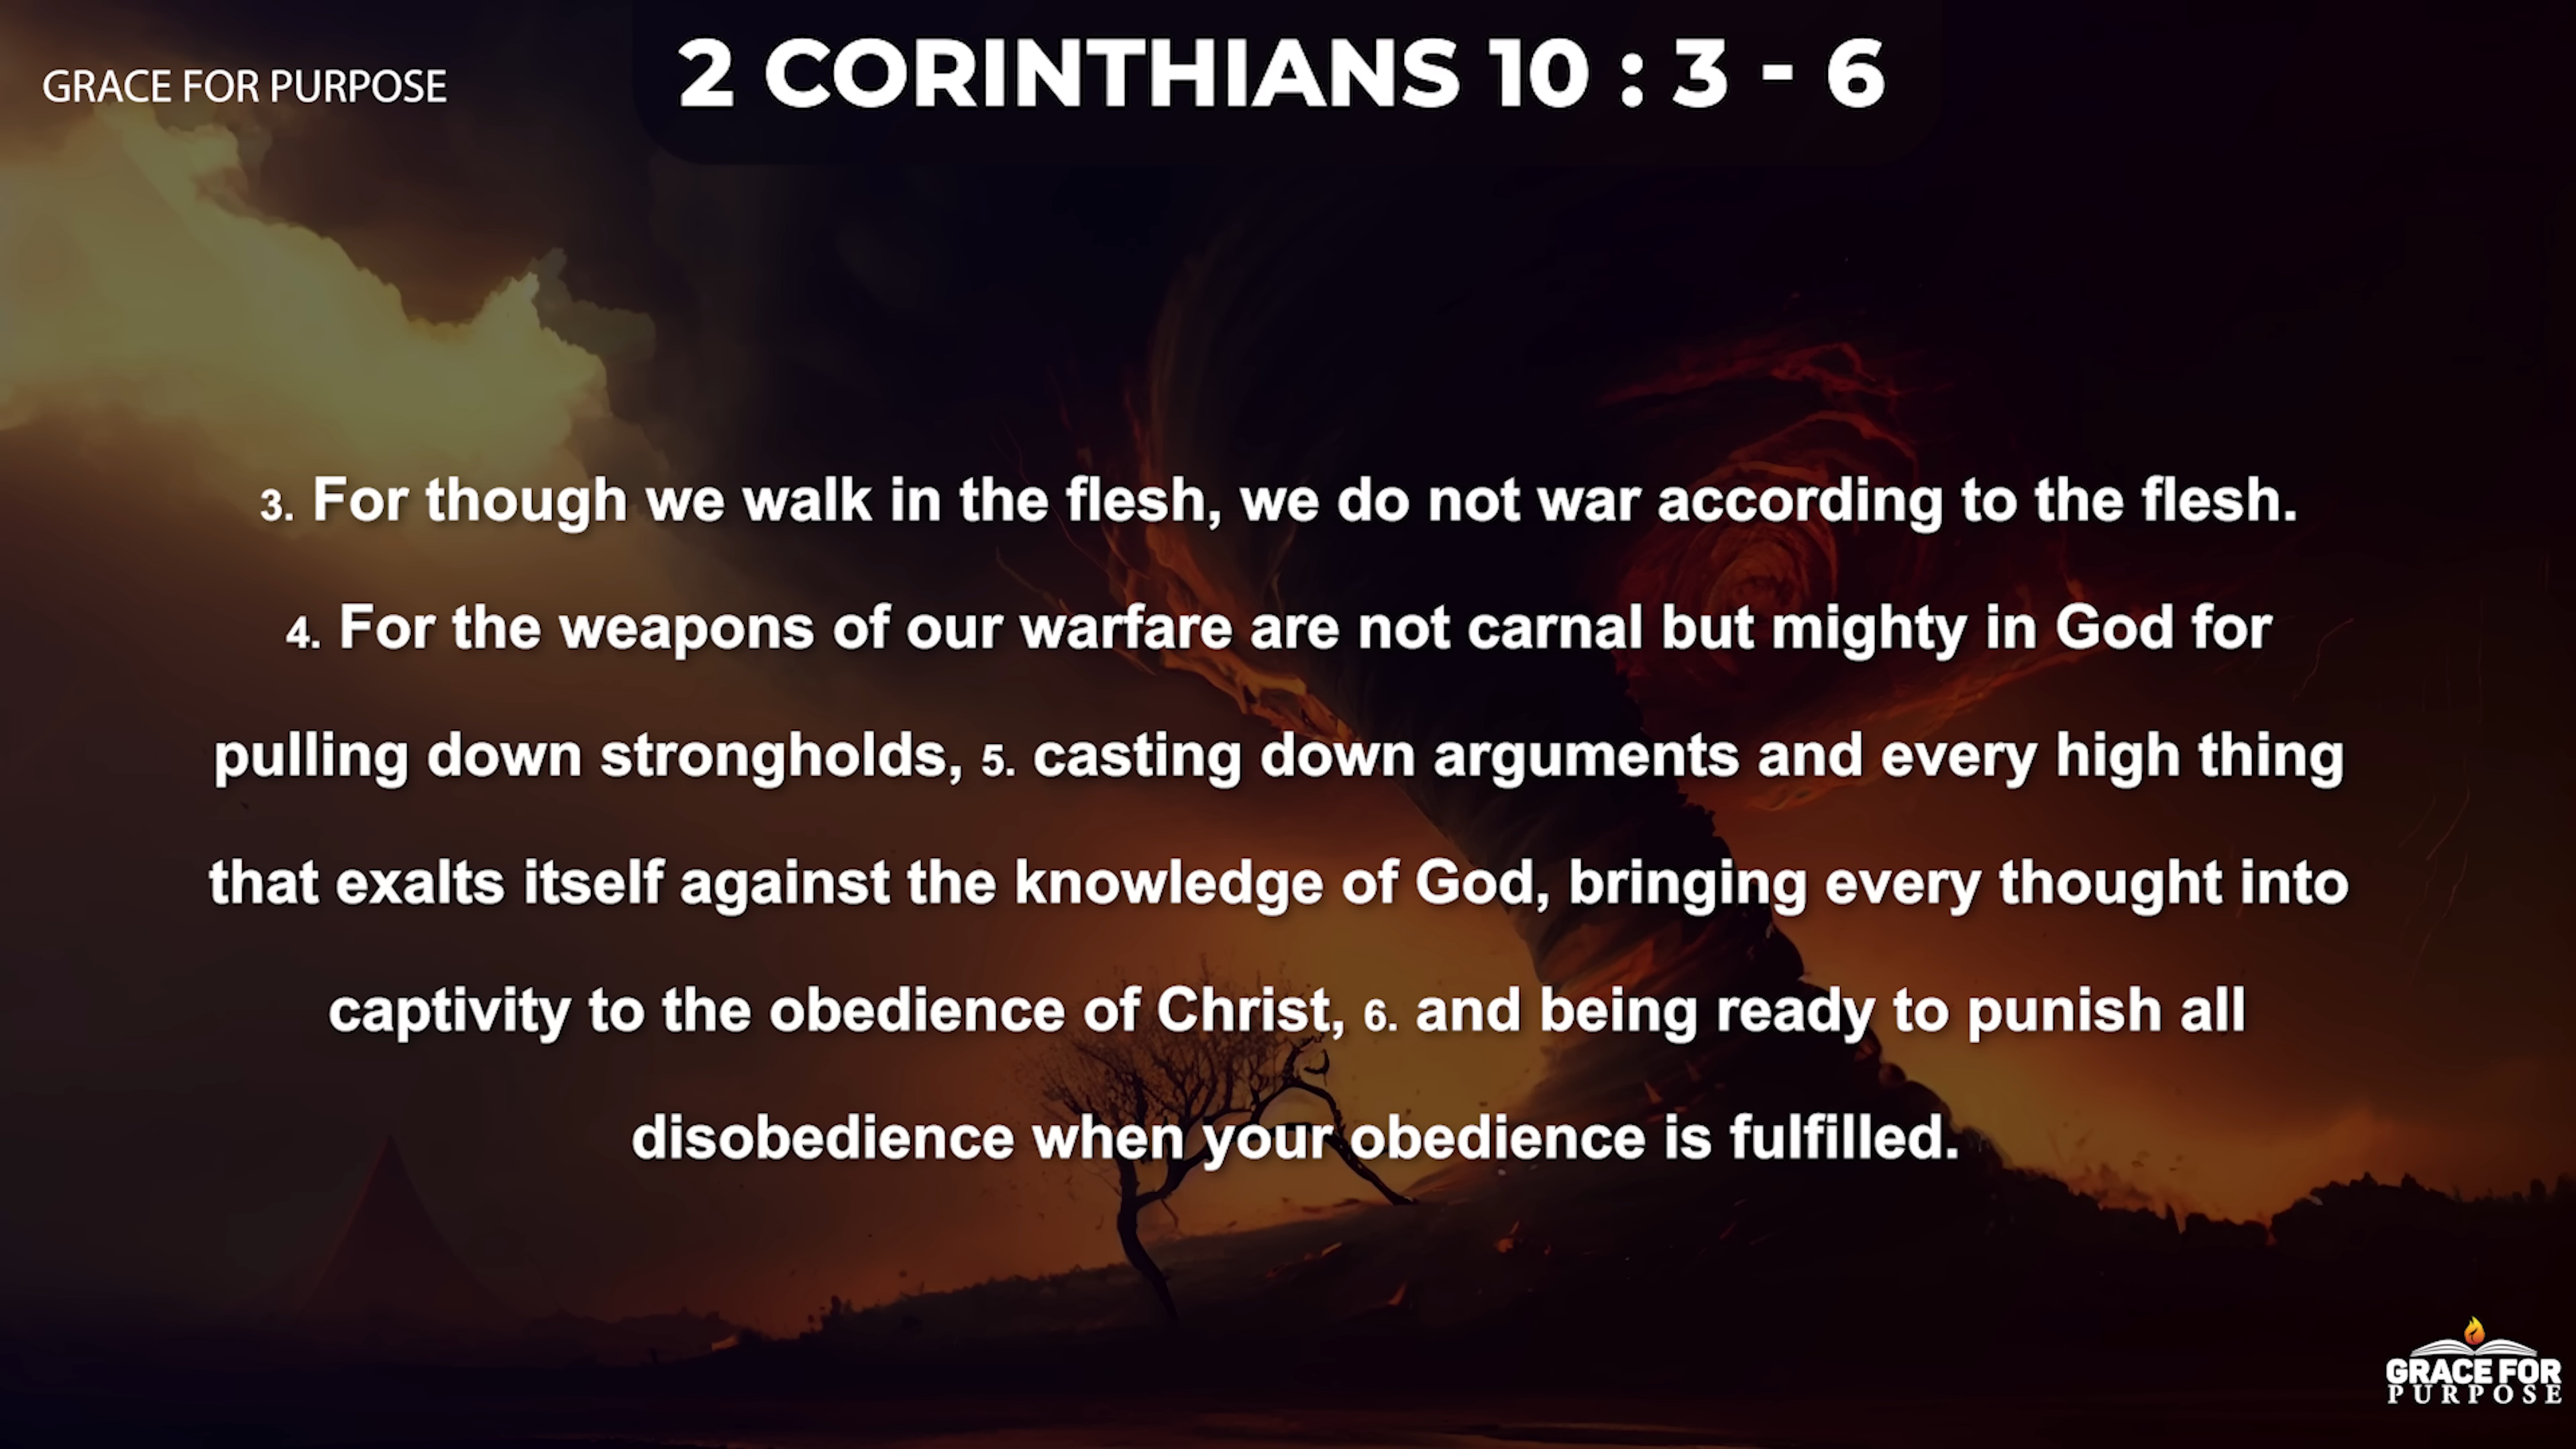 GRACE FOR PURPOSE
2 CORINTHIANS 10 : 3 - 6
3. For though we walk in the flesh, we do not war according to the flesh.
4. For the weapons of our warfare are not carnal but mighty in God for
pulling down strongholds, 5. casting down arguments and every high thing
that exalts itself against the knowledge of God, bringing every thought into
captivity to the obedience of Christ, 6. and being ready to punish all
disobedience when your obedience is fulfilled.
GRACE FOR
PURPOSE